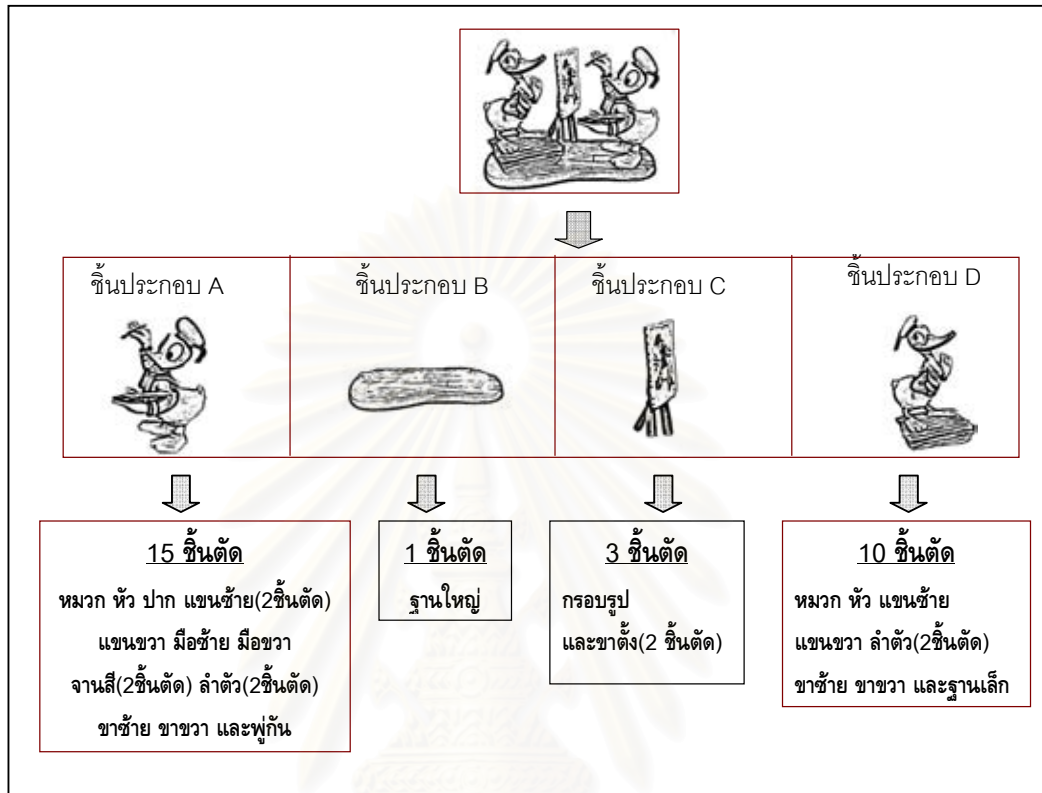 ชิ้นประกอบ A
ชิ้นประกอบ B
ชิ้นประกอบ C
ชิ้นประกอบ D
15 ชิ้นตัด
หมวก หัว ปาก แขนซ้าย(2ชิ้นตัด)
แขนขวา มือซ้าย มือขวา
จานสี(2ชิ้นตัด) ลำตัว(2ชิ้นตัด)
ขาซ้าย ขาขวา และพู่กัน
1 ชิ้นตัด
ฐานใหญ่
3 ชิ้นตัด
กรอบรูป
และขาตั้ง(2 ชิ้นตัด)
10 ชิ้นตัด
หมวก หัว แขนซ้าย
แขนขวา ลำตัว(2ชิ้นตัด)
ขาซ้าย ขาขวา และฐานเล็ก